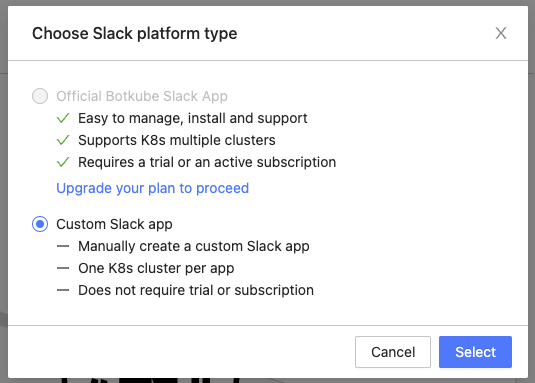 Choose Slack platform type
Official Botkube Slack App
Easy to manage, install and support
Supports K8s multiple clusters
Requires a trial or an active subscription
Upgrade your plan to proceed
Custom Slack app
Manually create a custom Slack app
One K8s cluster per app
Does not require trial or subscription
Cancel Select